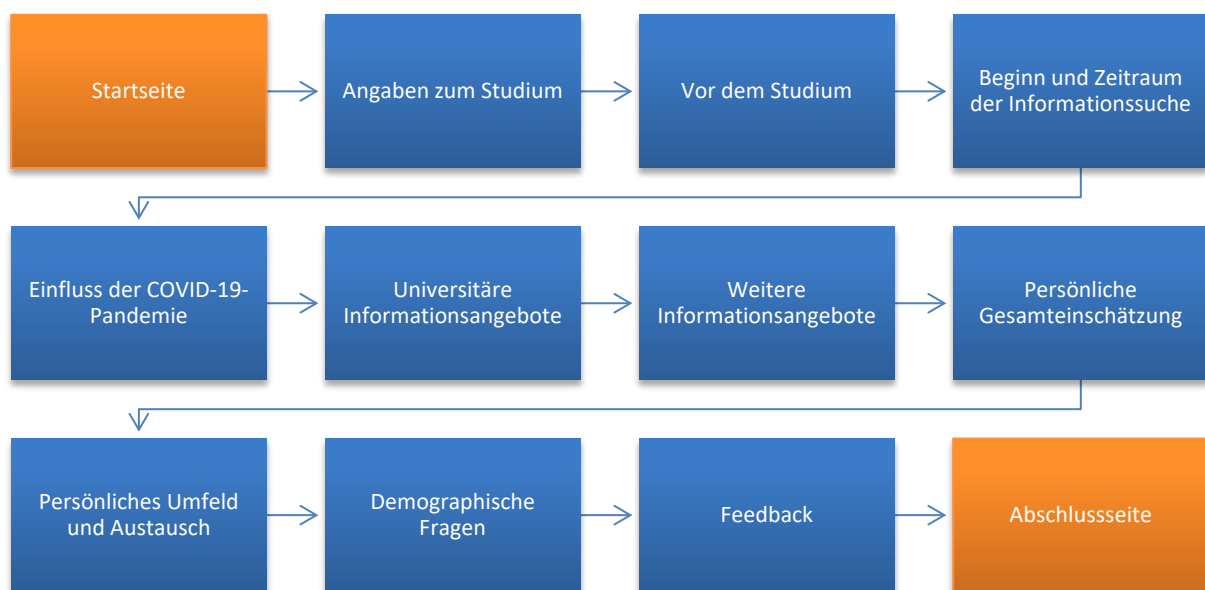 Startseite
Angaben zum Studium
Vor dem Studium
Beginn und Zeitraum
der Informationssuche
Einfluss der COVID-19-
Pandemie
Universitäre
Informationsangebote
Weitere
Informationsangebote
Persönliche
Gesamteinschätzung
Persönliches Umfeld
und Austausch
Demographische
Fragen
Feedback
Abschlussseite